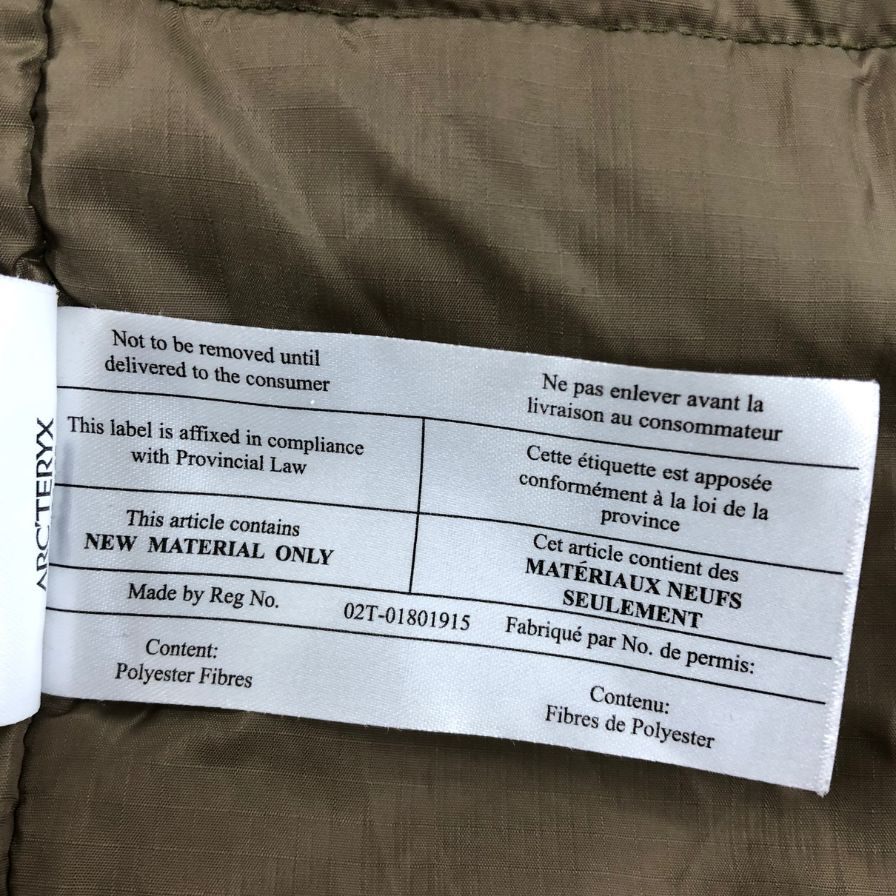 Not to be removed until
delivered to the consumer
Ne pas enlever avant la
livraison au consommateur
This label is affixed in compliance
with Provincial Law
Cette étiquette est apposée
conformément à la loi de la
province
This article contains
NEW MATERIAL ONLY
Cet article contient des
MATÉRIAUX NEUFS
SEULEMENT
Made by Reg No. 02T-01801915 Fabriqué par No. de permis:
Content:
Polyester Fibres
Contenu:
Fibres de Polyester
ARC'TERYX